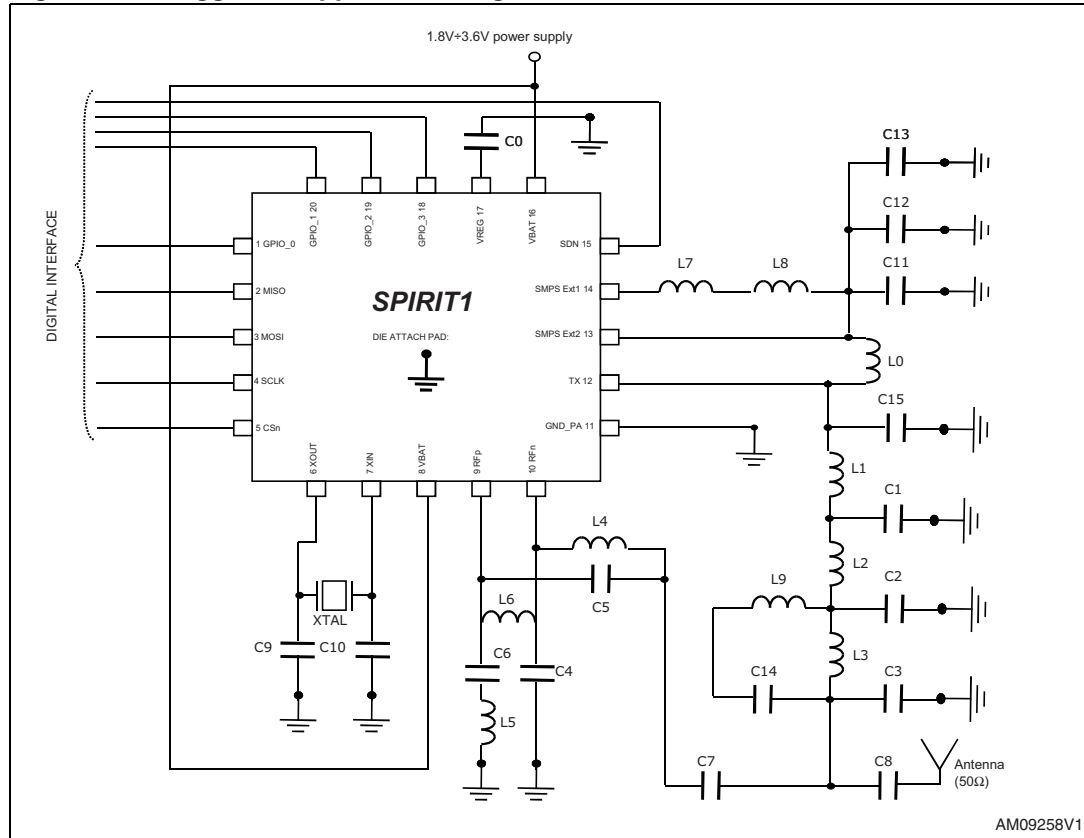 1.8V÷3.6V power supply
C0
C13
C12
C11
DIGITAL INTERFACE
GPIO_1 20
GPIO_2 19
GPIO_3 18
VREG 17
VBAT 16
1 GPIO_0
SDN 15
2 MISO
SPIRIT1
SMPS Ext1 14
L7
L8
3 MOSI
DIE ATTACH PAD:
SMPS Ext2 13
L0
4 SCLK
TX 12
C15
5 CSn
GND_PA 11
6 XOUT
7 XIN
8 VBAT
9 RFp
10 RFn
L1
C1
L4
L2
C5
L9
C2
XTAL
L6
C9
C10
C6
C4
L3
C14
C3
L5
C7
C8
Antenna
(50Ω)
AM09258V1